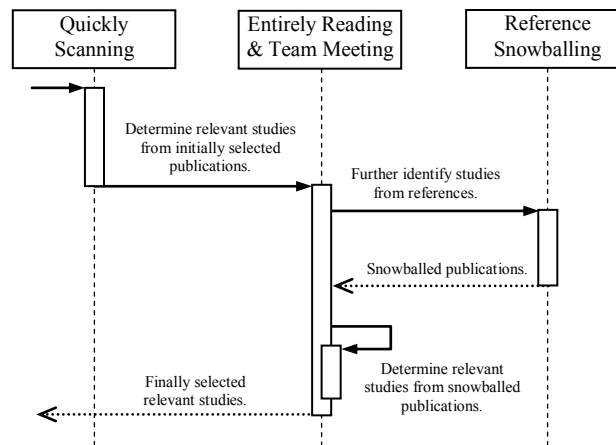 Quickly
Scanning
Entirely Reading
& Team Meeting
Reference
Snowballing
Determine relevant studies
from initially selected
publications.
Further identify studies
from references.
Snowballed publications.
Determine relevant
studies from snowballed
publications.
Finally selected
relevant studies.